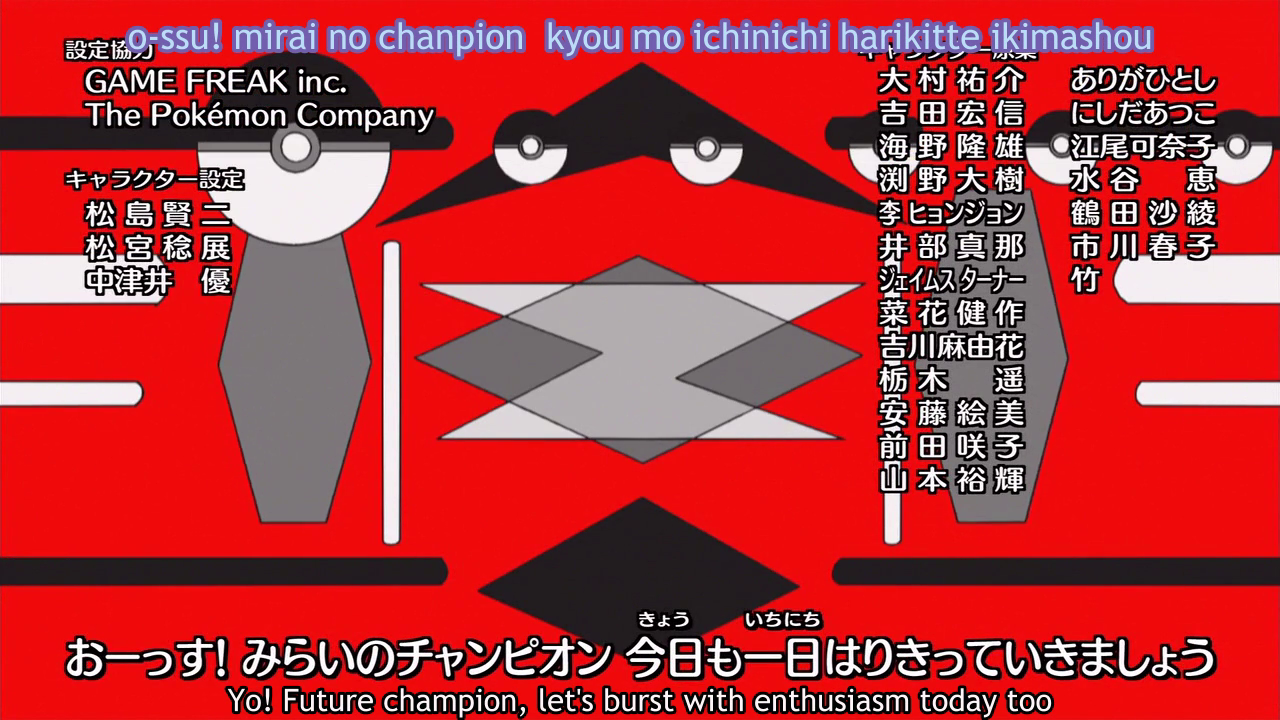 o-ssu! mirai no chanpion kyou mo ichinichi harikitte ikimashou
設定協力
GAME FREAK inc.
The Pokémon Company
キャラクター設定
松島賢二
松宮稔展
中津井 優
キャラクター原案
大村祐介
吉田宏信
海野隆雄
渕野大樹
李ヒョンジョン
井部真那
ジェイムスターナー
菜花健作
吉川麻由花
栃木 遥
安藤絵美
前田咲子
山本裕輝
ありがひとし
にしだあつこ
江尾可奈子
水谷 恵
鶴田沙綾
市川春子
竹
きょう いちにち
おーっす! みらいのチャンピオン 今日も一日はりきっていきましょう
Yo! Future champion, let's burst with enthusiasm today too